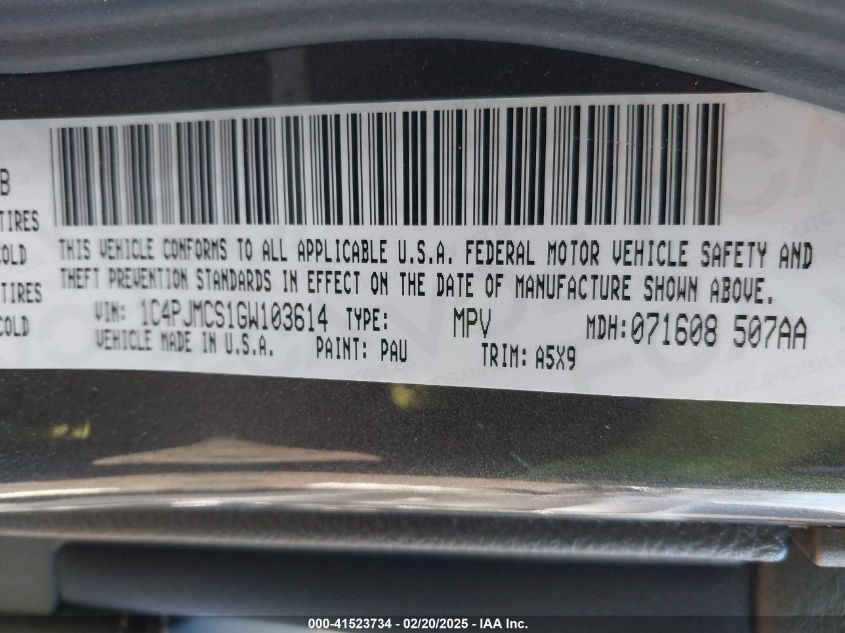 B
TIRES
COLD
TIRES
COLD
THIS VEHICLE CONFORMS TO ALL APPLICABLE U.S.A. FEDERAL MOTOR VEHICLE SAFETY AND
THEFT PREVENTION STANDARDS IN EFFECT ON THE DATE OF MANUFACTURE SHOWN ABOVE.
VIN: 1C4PJMCS1GW103614 TYPE: MPV MDH:071608 507AA
VEHICLE MADE IN U.S.A. PAINT: PAU TRIM: A5X9
000-41523734 - 02/20/2025 - IAA Inc.